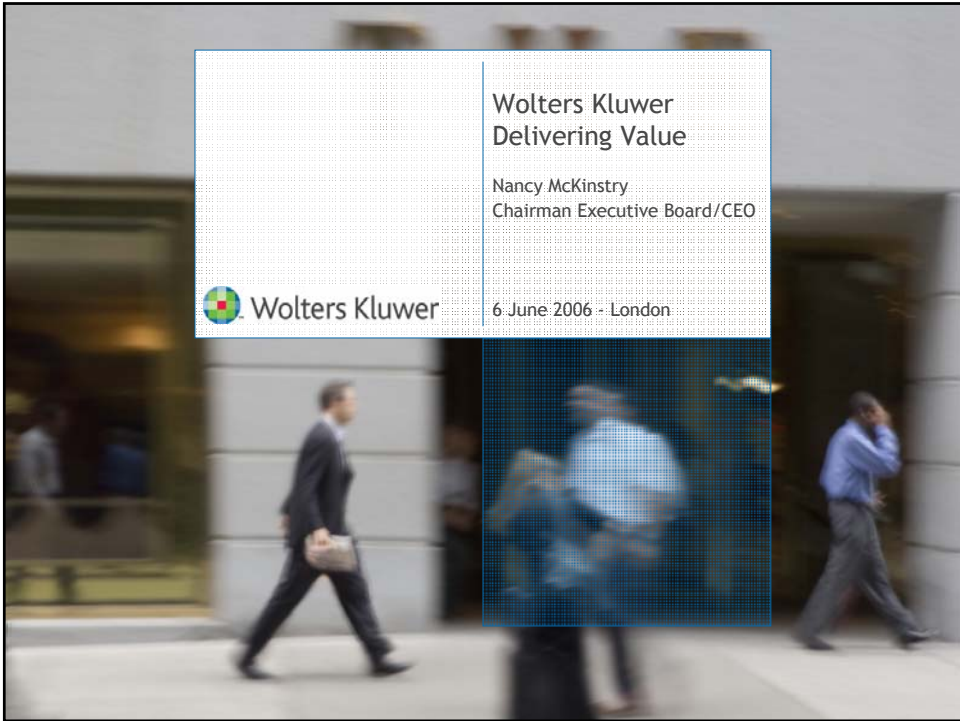 Wolters Kluwer
Delivering Value
Nancy McKinstry
Chairman Executive Board/CEO
Wolters Kluwer
6 June 2006 - London